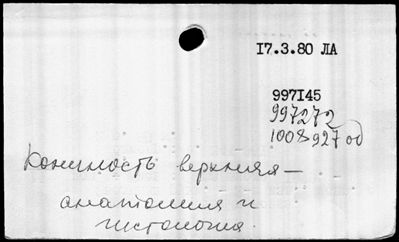 17.3.80 ЛА
997145
997272
1008927 од
Конечность верхняя —
анатомия и
гистология.